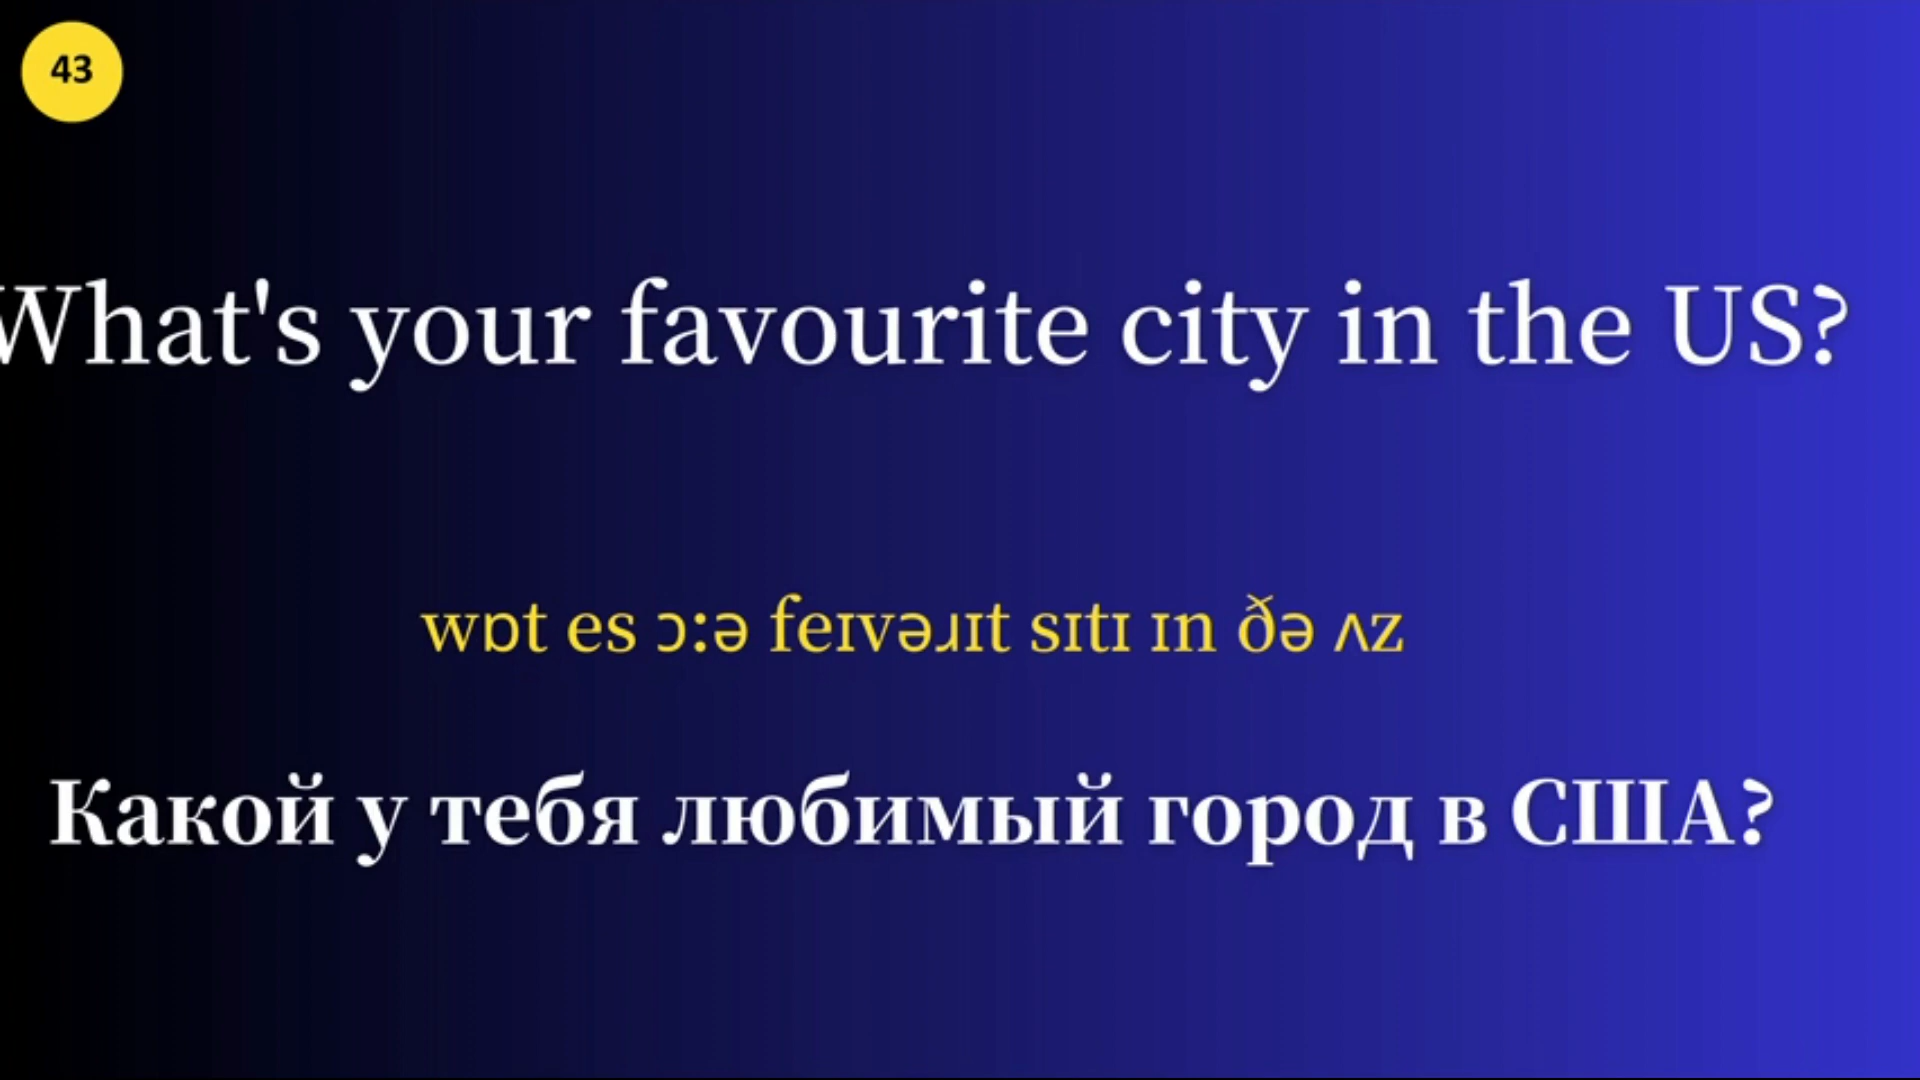 43
What's your favourite city in the US?
wɒt es ɔ:ə feɪvəɹɪt sɪtɪ ɪn ðə ʌz
Какой у тебя любимый город в США?